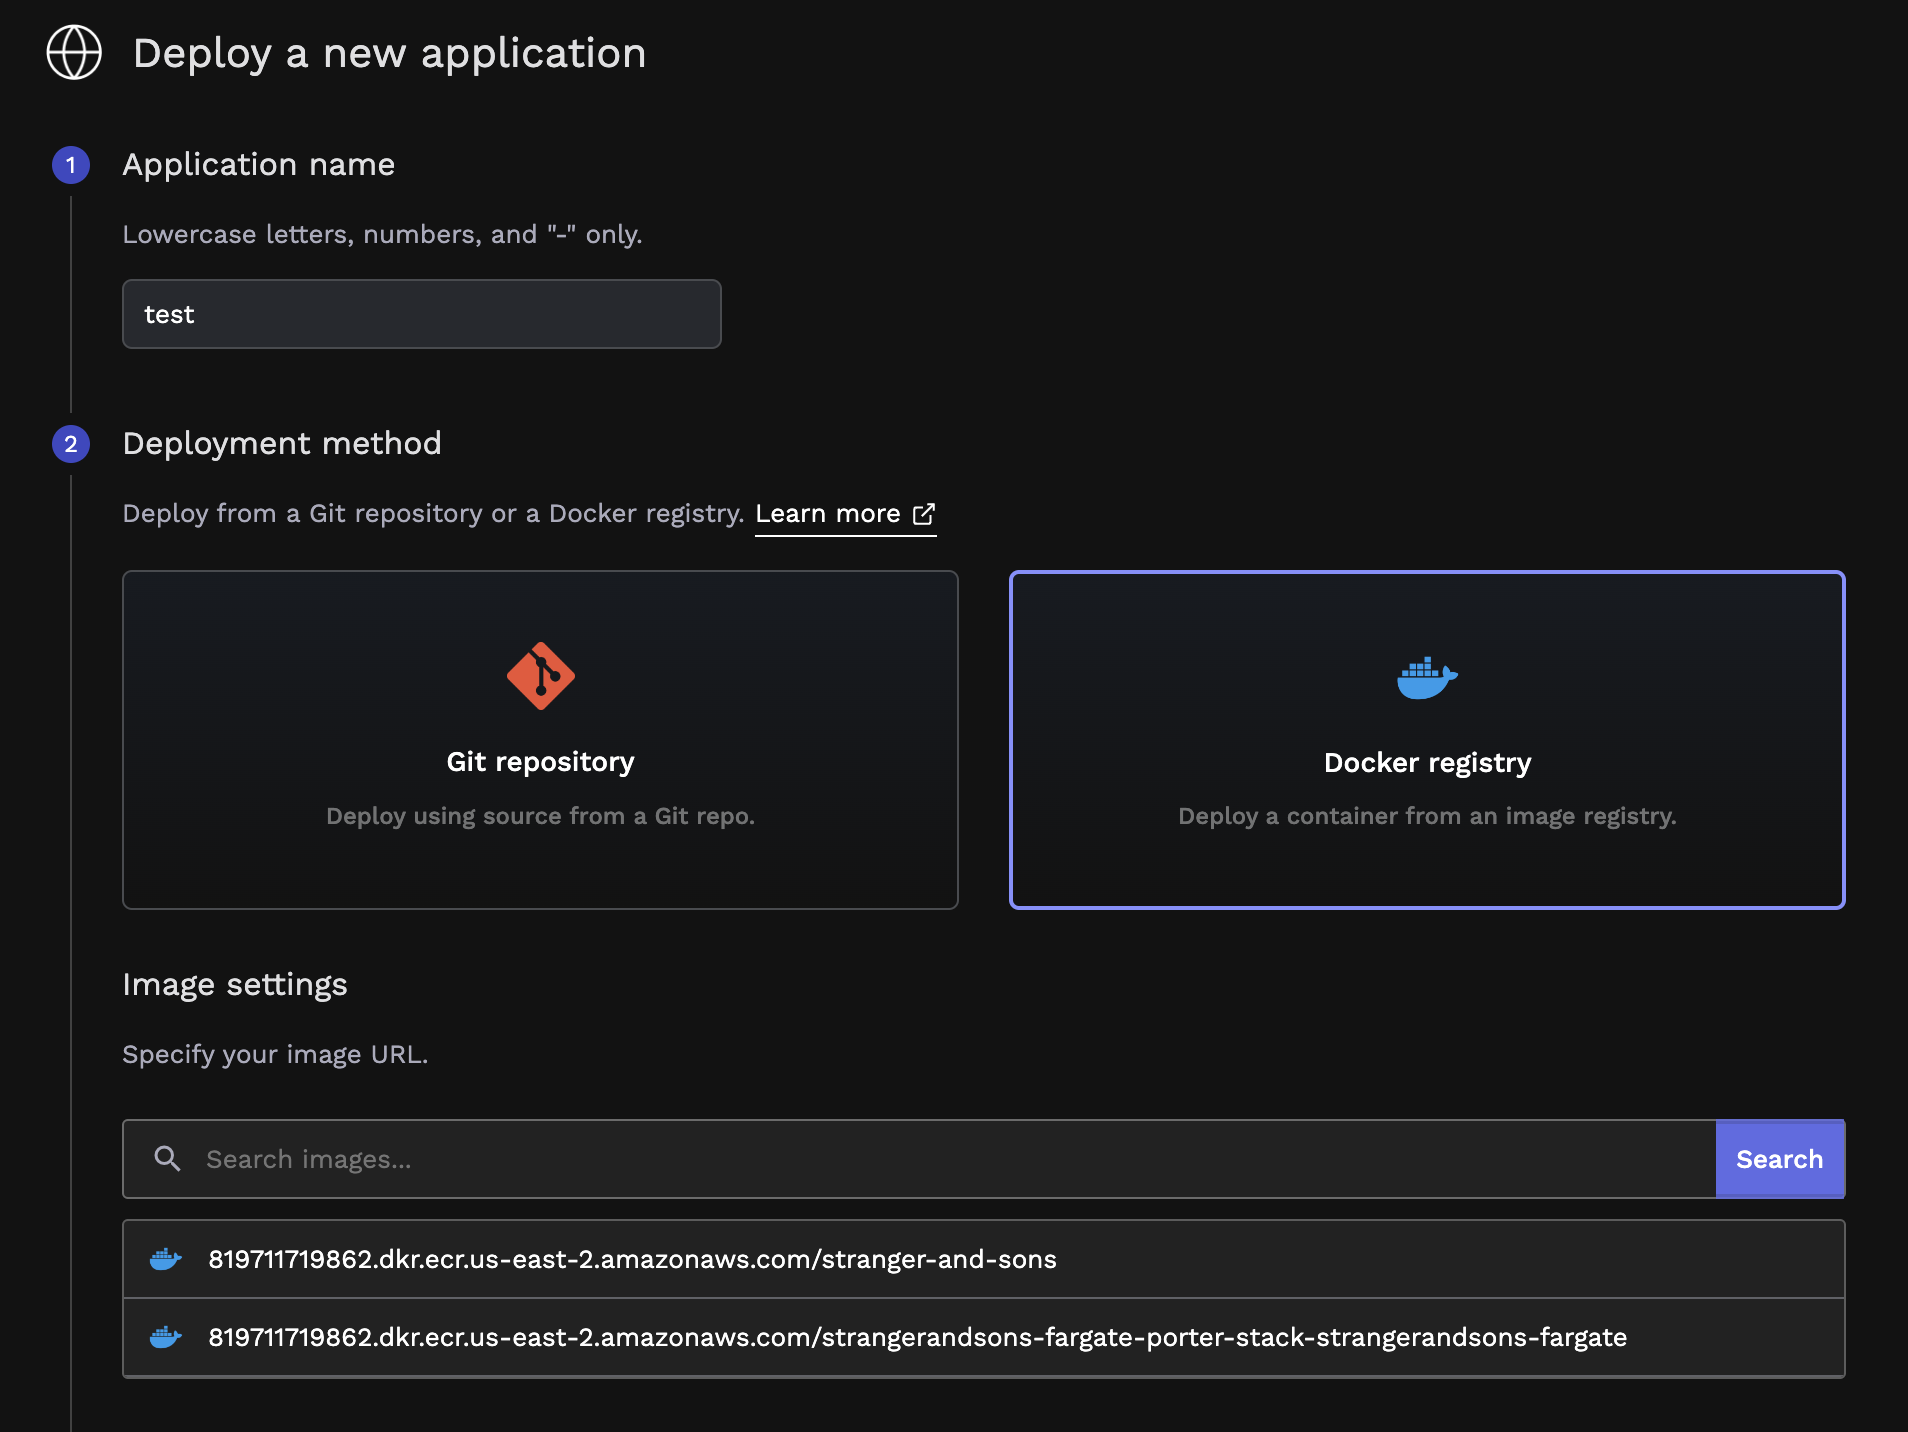 Deploy a new application
1 Application name
Lowercase letters, numbers, and "-" only.
test
2 Deployment method
Deploy from a Git repository or a Docker registry. Learn more
Git repository
Deploy using source from a Git repo.
Docker registry
Deploy a container from an image registry.
Image settings
Specify your image URL.
Search images...
Search
819711719862.dkr.ecr.us-east-2.amazonaws.com/stranger-and-sons
819711719862.dkr.ecr.us-east-2.amazonaws.com/strangerandsons-fargate-porter-stack-strangerandsons-fargate